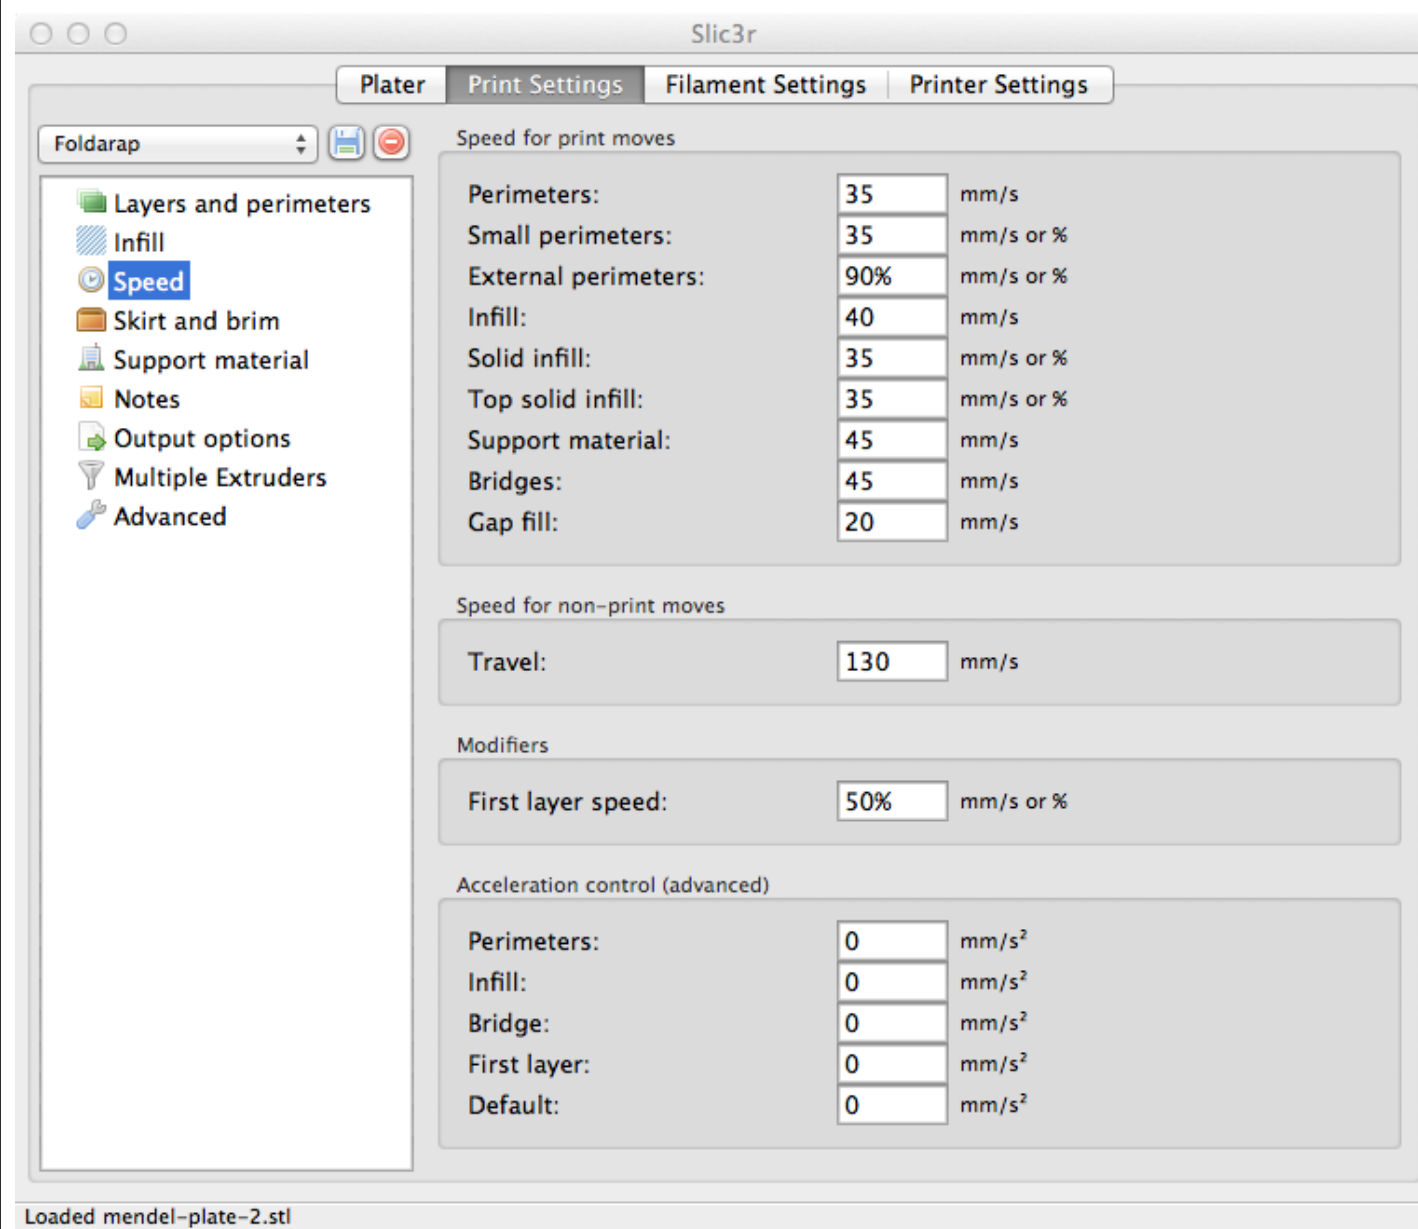 Slic3r
Plater Print Settings Filament Settings Printer Settings
Foldarap
Layers and perimeters
Infill
Speed
Skirt and brim
Support material
Notes
Output options
Multiple Extruders
Advanced
Speed for print moves
Perimeters: 35 mm/s
Small perimeters: 35 mm/s or %
External perimeters: 90% mm/s or %
Infill: 40 mm/s
Solid infill: 35 mm/s or %
Top solid infill: 35 mm/s or %
Support material: 45 mm/s
Bridges: 45 mm/s
Gap fill: 20 mm/s
Speed for non-print moves
Travel: 130 mm/s
Modifiers
First layer speed: 50% mm/s or %
Acceleration control (advanced)
Perimeters: 0 mm/s²
Infill: 0 mm/s²
Bridge: 0 mm/s²
First layer: 0 mm/s²
Default: 0 mm/s²
Loaded mendel-plate-2.stl